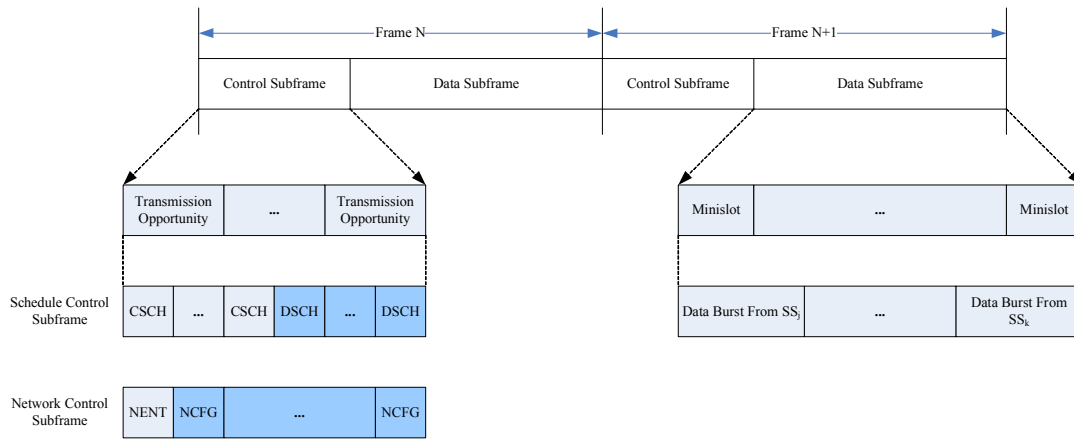 Frame N
Frame N+1
Control Subframe
Data Subframe
Control Subframe
Data Subframe
Transmission
Opportunity
...
Transmission
Opportunity
Minislot
...
Minislot
Schedule Control
Subframe
CSCH
...
CSCH
DSCH
...
DSCH
Data Burst From SSj
...
Data Burst From
SSk
Network Control
Subframe
NENT
NCFG
...
NCFG